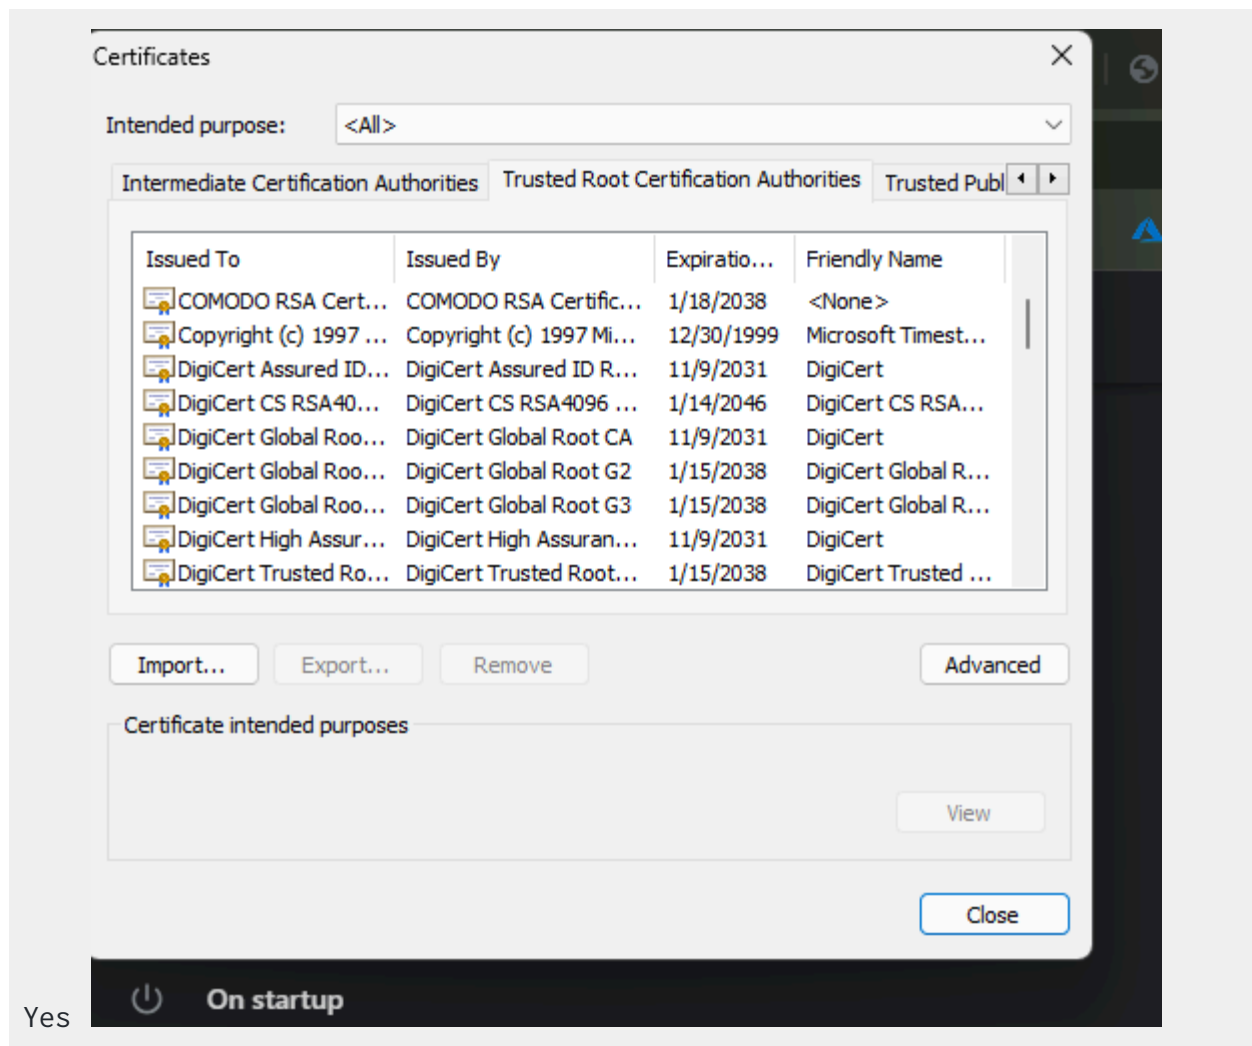 Certificates
Intended purpose: <All>
Intermediate Certification Authorities Trusted Root Certification Authorities Trusted Publ
Issued To Issued By Expiratio... Friendly Name
COMODO RSA Cert... COMODO RSA Certific... 1/18/2038 <None>
Copyright (c) 1997 ... Copyright (c) 1997 Mi... 12/30/1999 Microsoft Timest...
DigiCert Assured ID... DigiCert Assured ID R... 11/9/2031 DigiCert
DigiCert CS RSA40... DigiCert CS RSA4096 ... 1/14/2046 DigiCert CS RSA...
DigiCert Global Roo... DigiCert Global Root CA 11/9/2031 DigiCert
DigiCert Global Roo... DigiCert Global Root G2 1/15/2038 DigiCert Global R...
DigiCert Global Roo... DigiCert Global Root G3 1/15/2038 DigiCert Global R...
DigiCert High Assur... DigiCert High Assuran... 11/9/2031 DigiCert
DigiCert Trusted Ro... DigiCert Trusted Root... 1/15/2038 DigiCert Trusted ...
Import... Export... Remove Advanced
Certificate intended purposes
View
Close
On startup
Yes